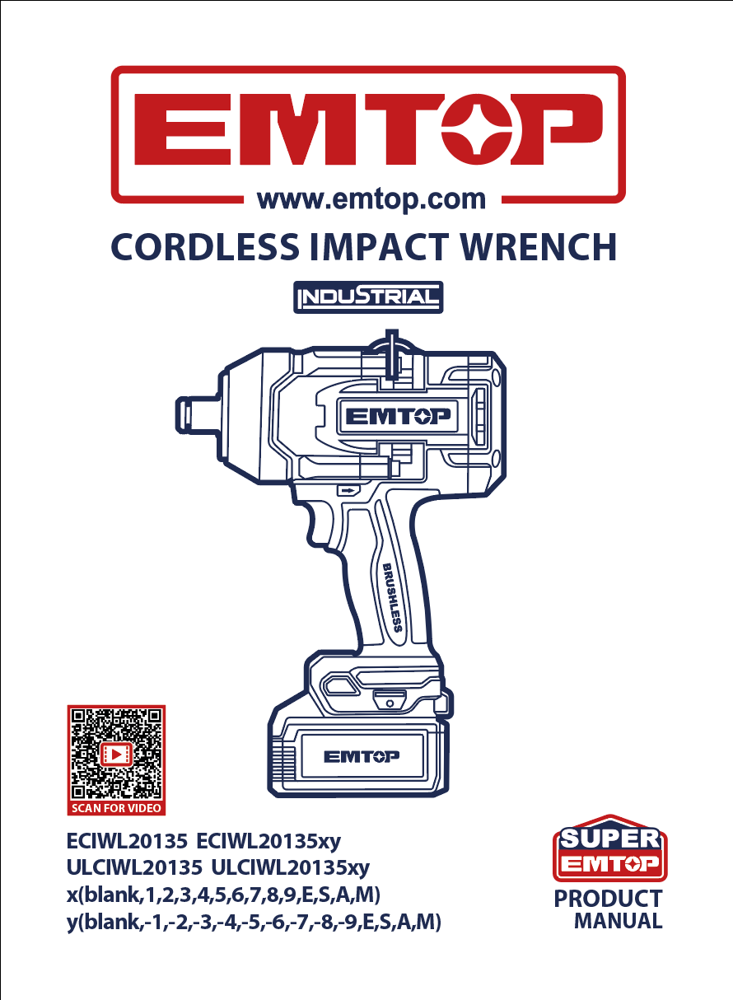 EMTOP
www.emtop.com
CORDLESS IMPACT WRENCH
INDUSTRIAL
EMTOP
BRUSHLESS
EMTOP
SCAN FOR VIDEO
ECIWL20135 ECIWL20135xy
ULCIWL20135 ULCIWL20135xy
x(blank,1,2,3,4,5,6,7,8,9,E,S,A,M)
y(blank,-1,-2,-3,-4,-5,-6,-7,-8,-9,E,S,A,M)
SUPER
EMTOP
PRODUCT
MANUAL